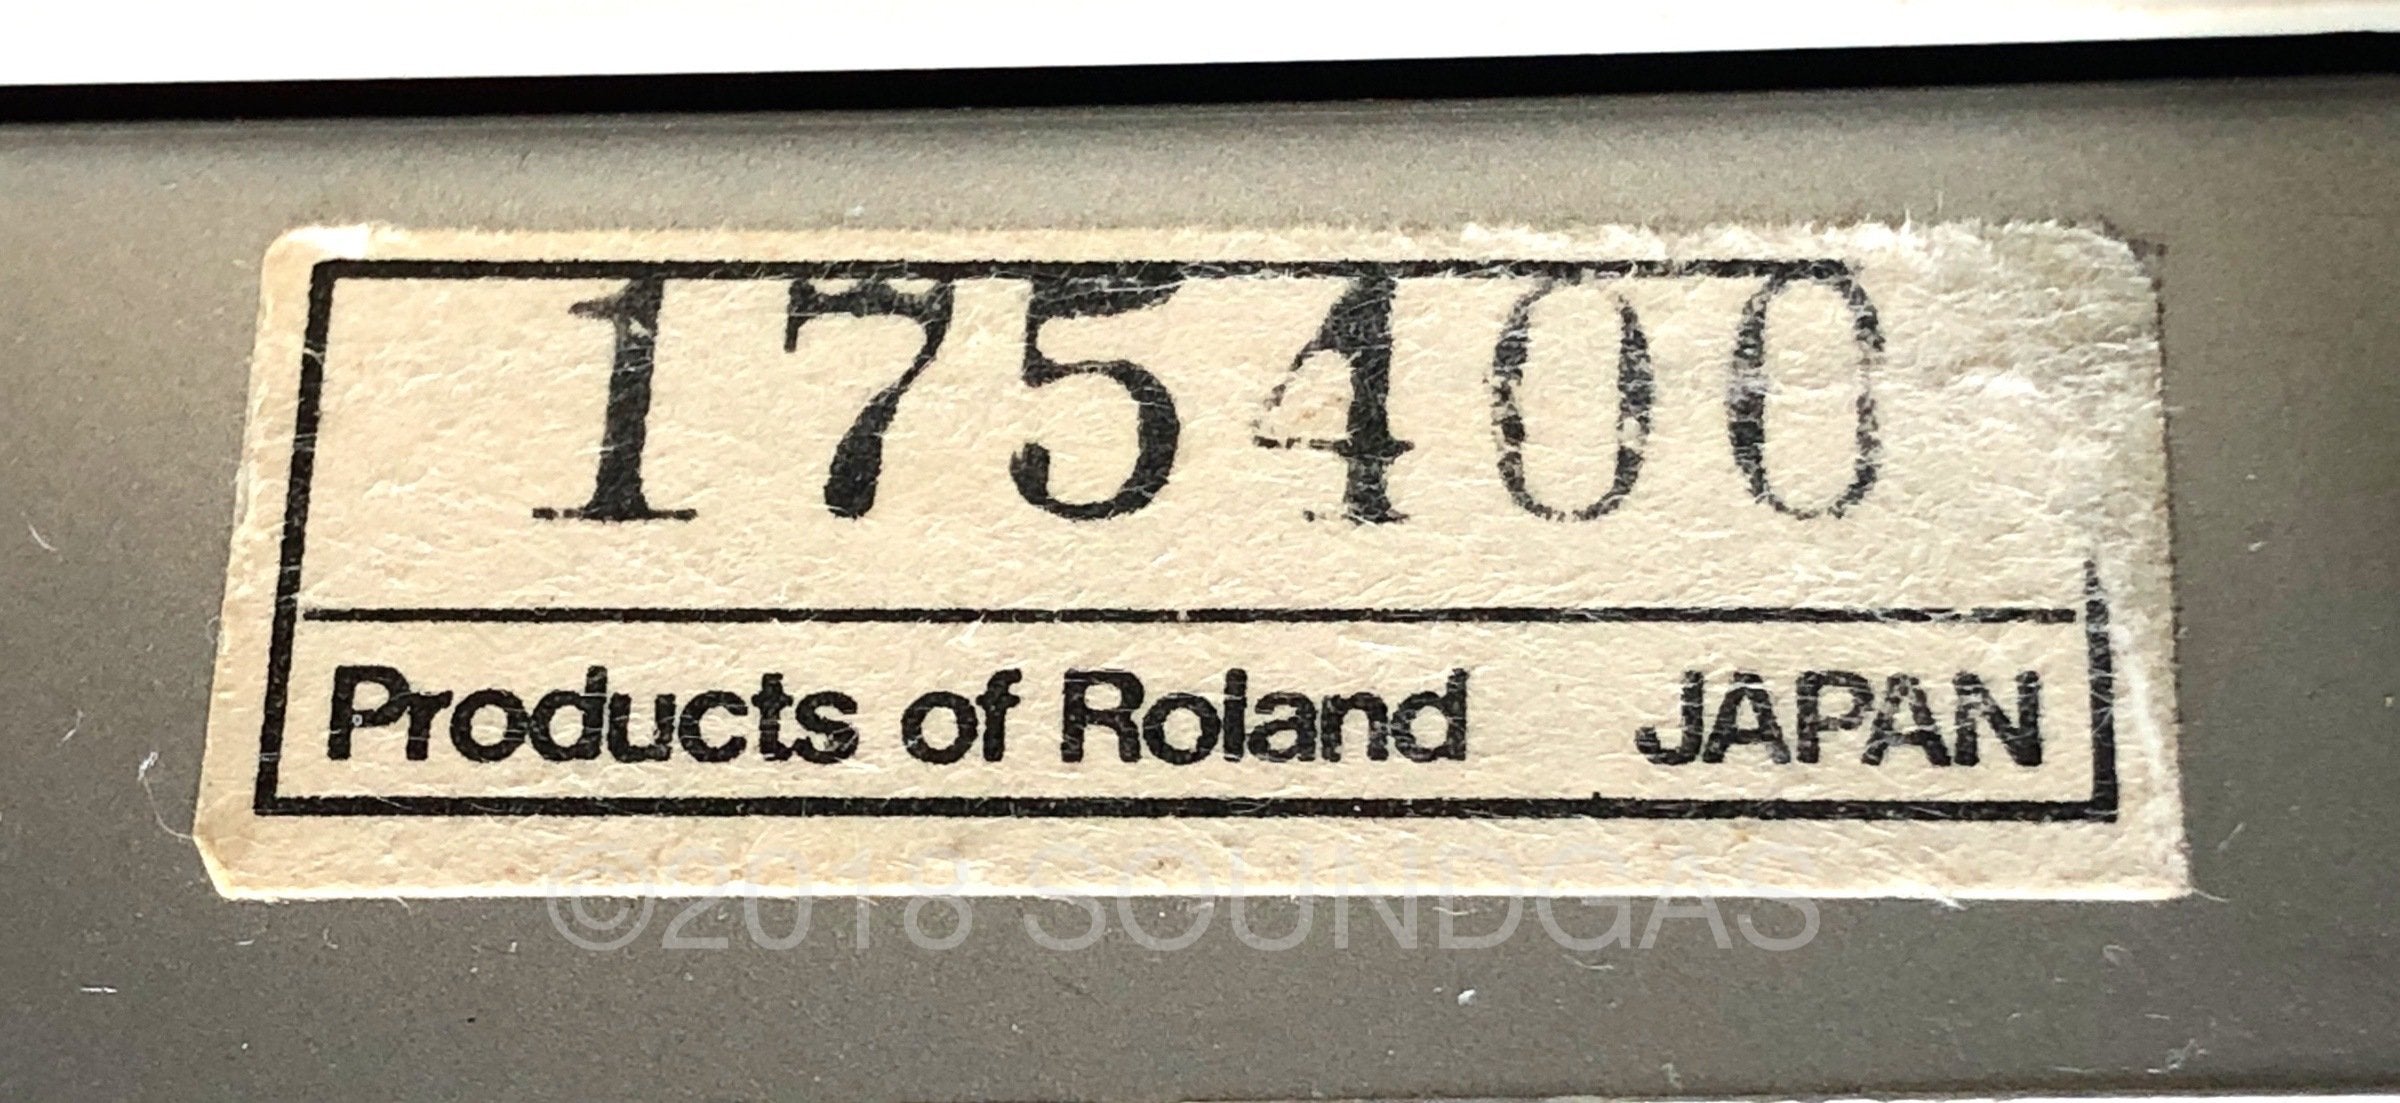 175400
Products of Roland JAPAN
©2018 SOUNDGAS